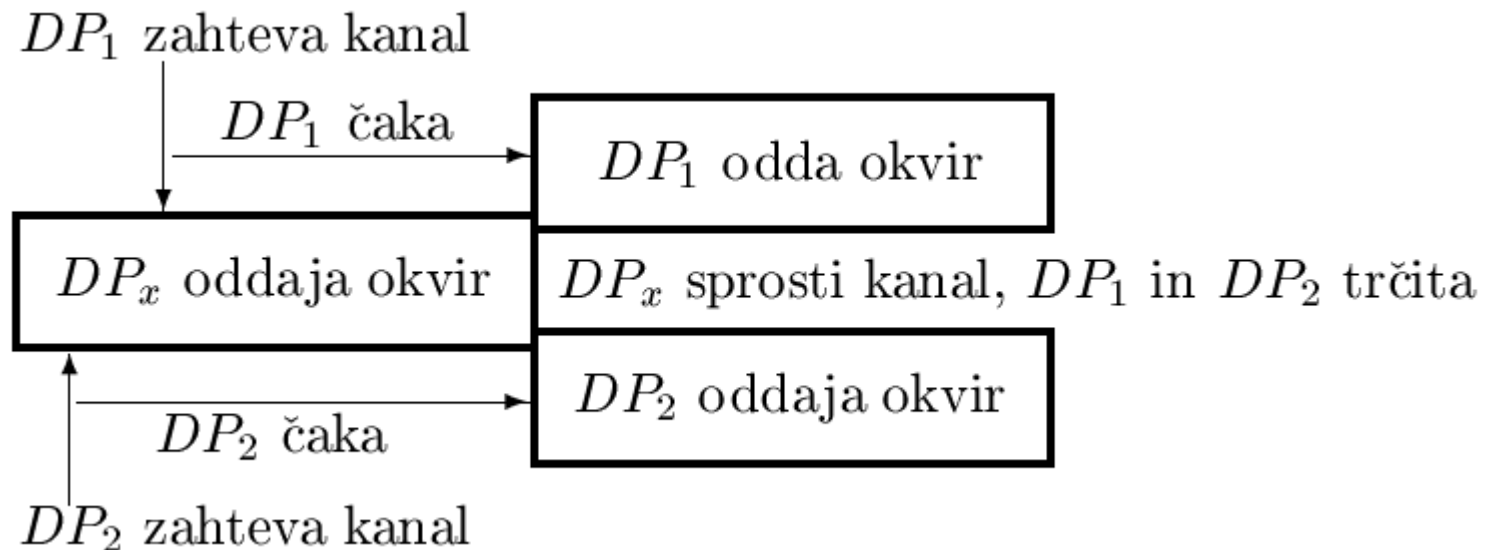 DP₁ zahteva kanal
DP₁ čaka
DP₁ odda okvir
DPₓ oddaja okvir
DPₓ sprosti kanal, DP₁ in DP₂ trčita
DP₂ oddaja okvir
DP₂ čaka
DP₂ zahteva kanal